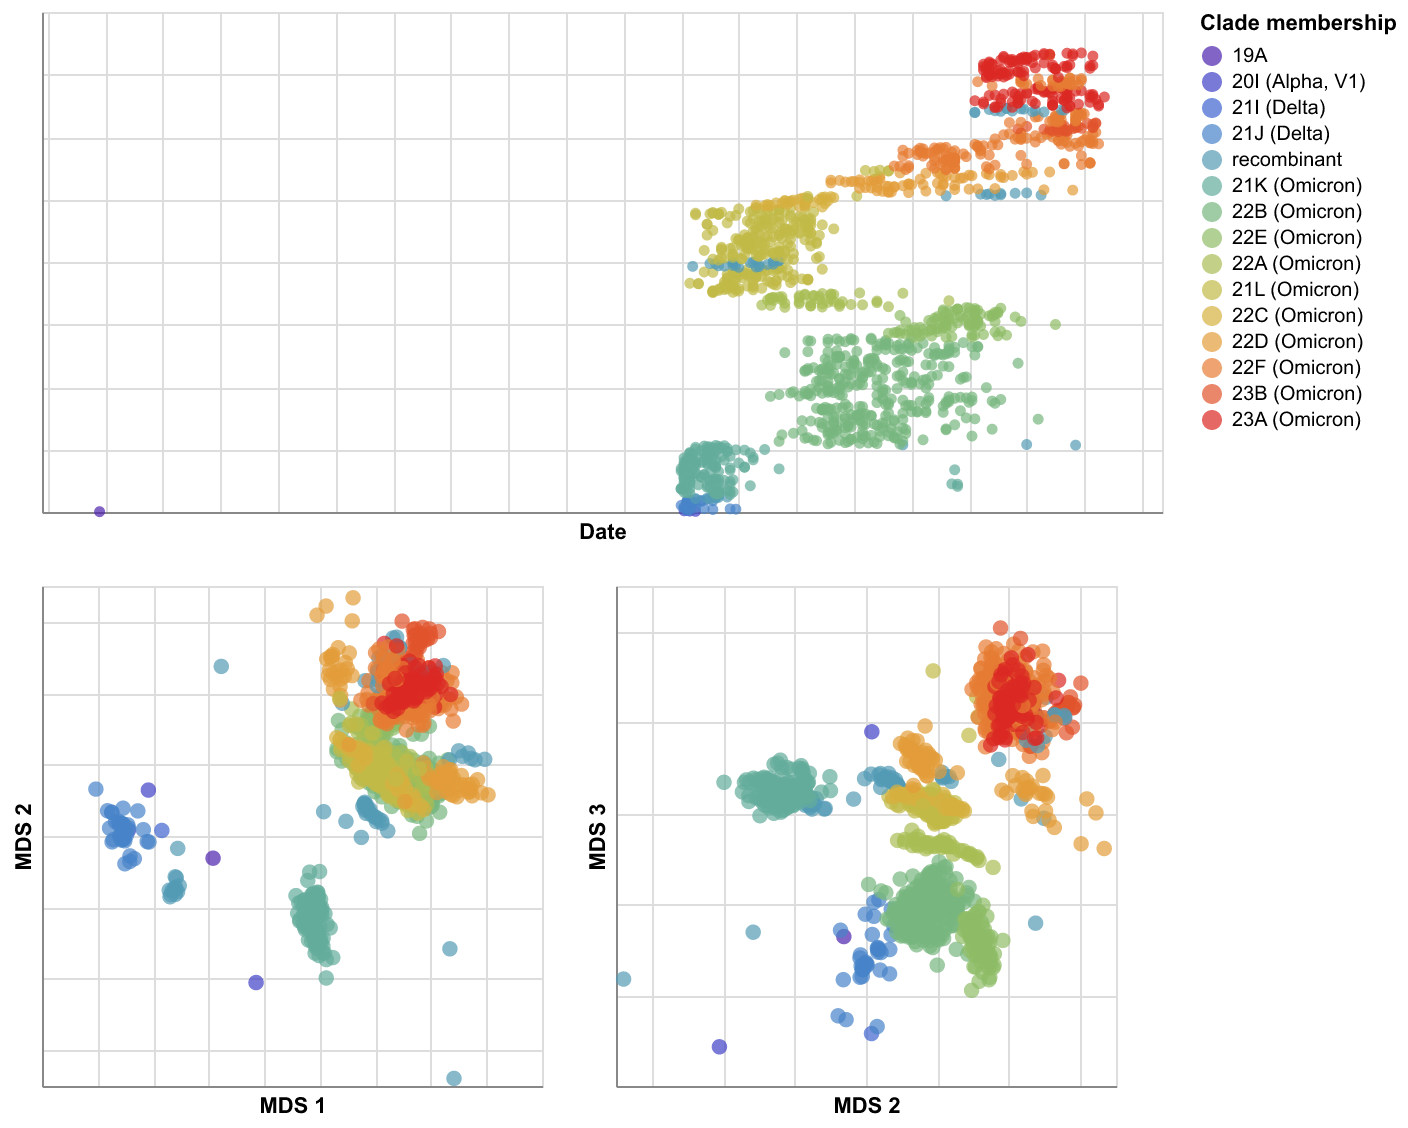 Clade membership
19A
20I (Alpha, V1)
21I (Delta)
21J (Delta)
recombinant
21K (Omicron)
22B (Omicron)
22E (Omicron)
22A (Omicron)
21L (Omicron)
22C (Omicron)
22D (Omicron)
22F (Omicron)
23B (Omicron)
23A (Omicron)
Date
MDS 2
MDS 1
MDS 3
MDS 2